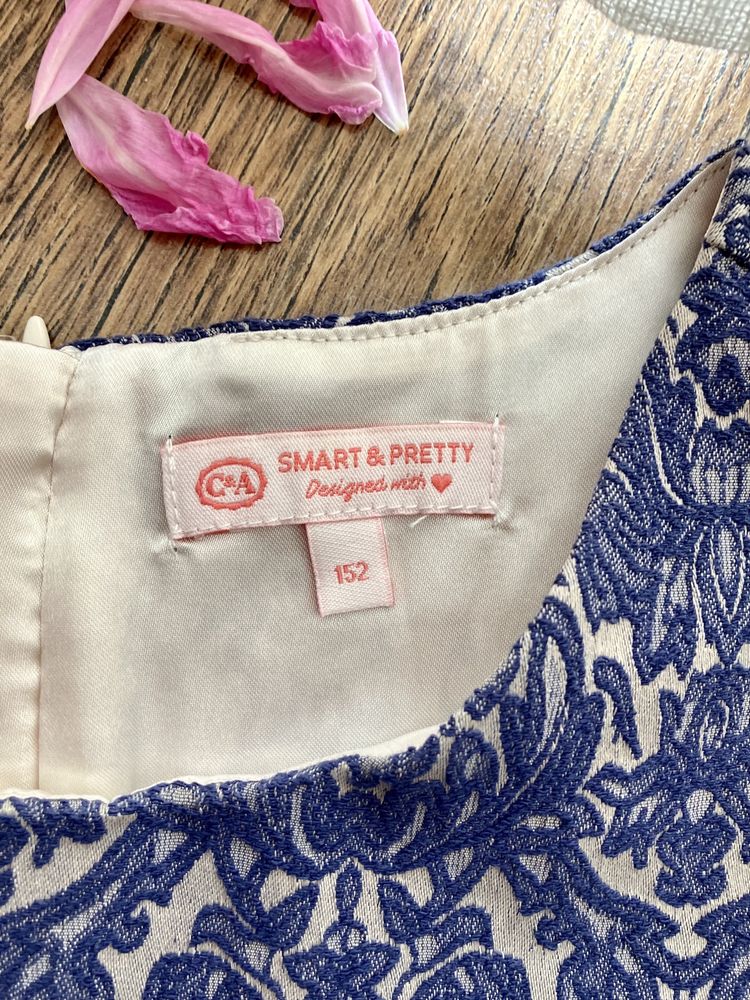 C&A
SMART & PRETTY
Designed with
152